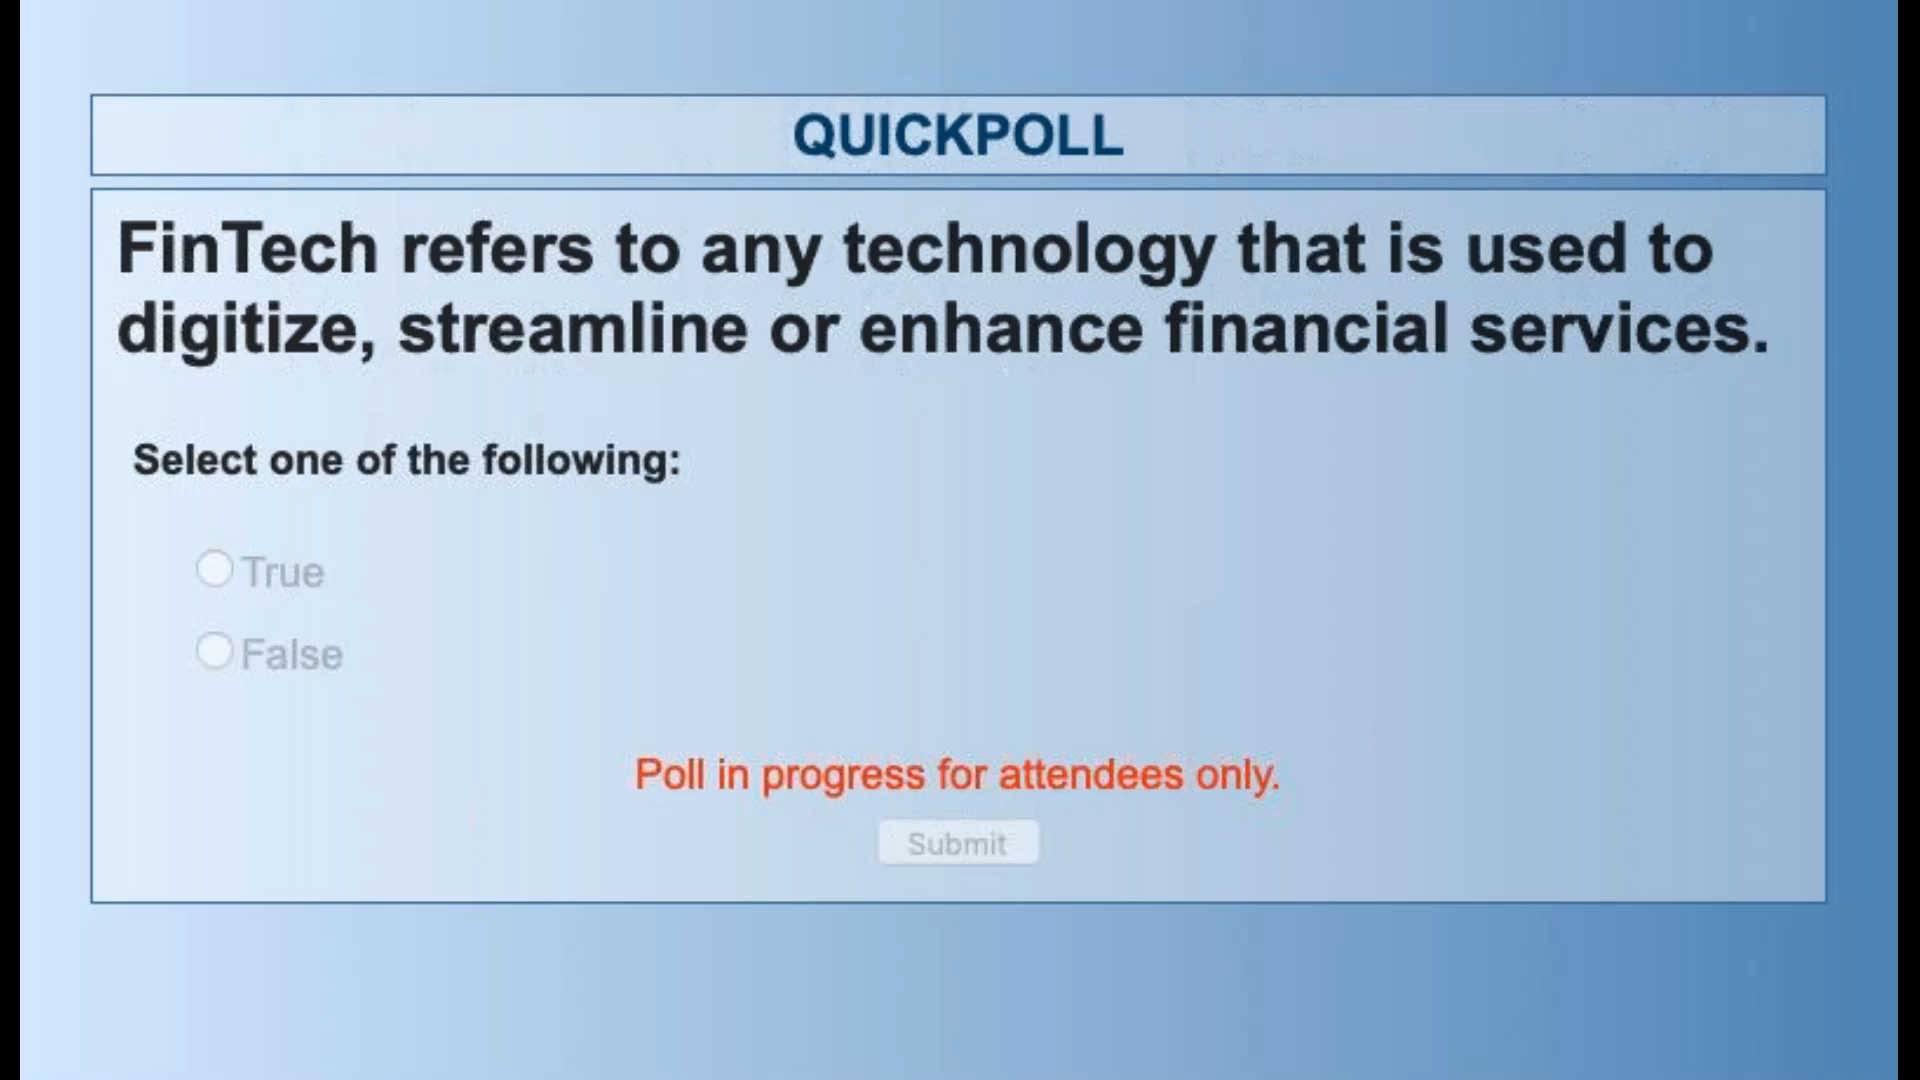 QUICKPOLL
FinTech refers to any technology that is used to
digitize, streamline or enhance financial services.
Select one of the following:
True
False
Poll in progress for attendees only.
Submit